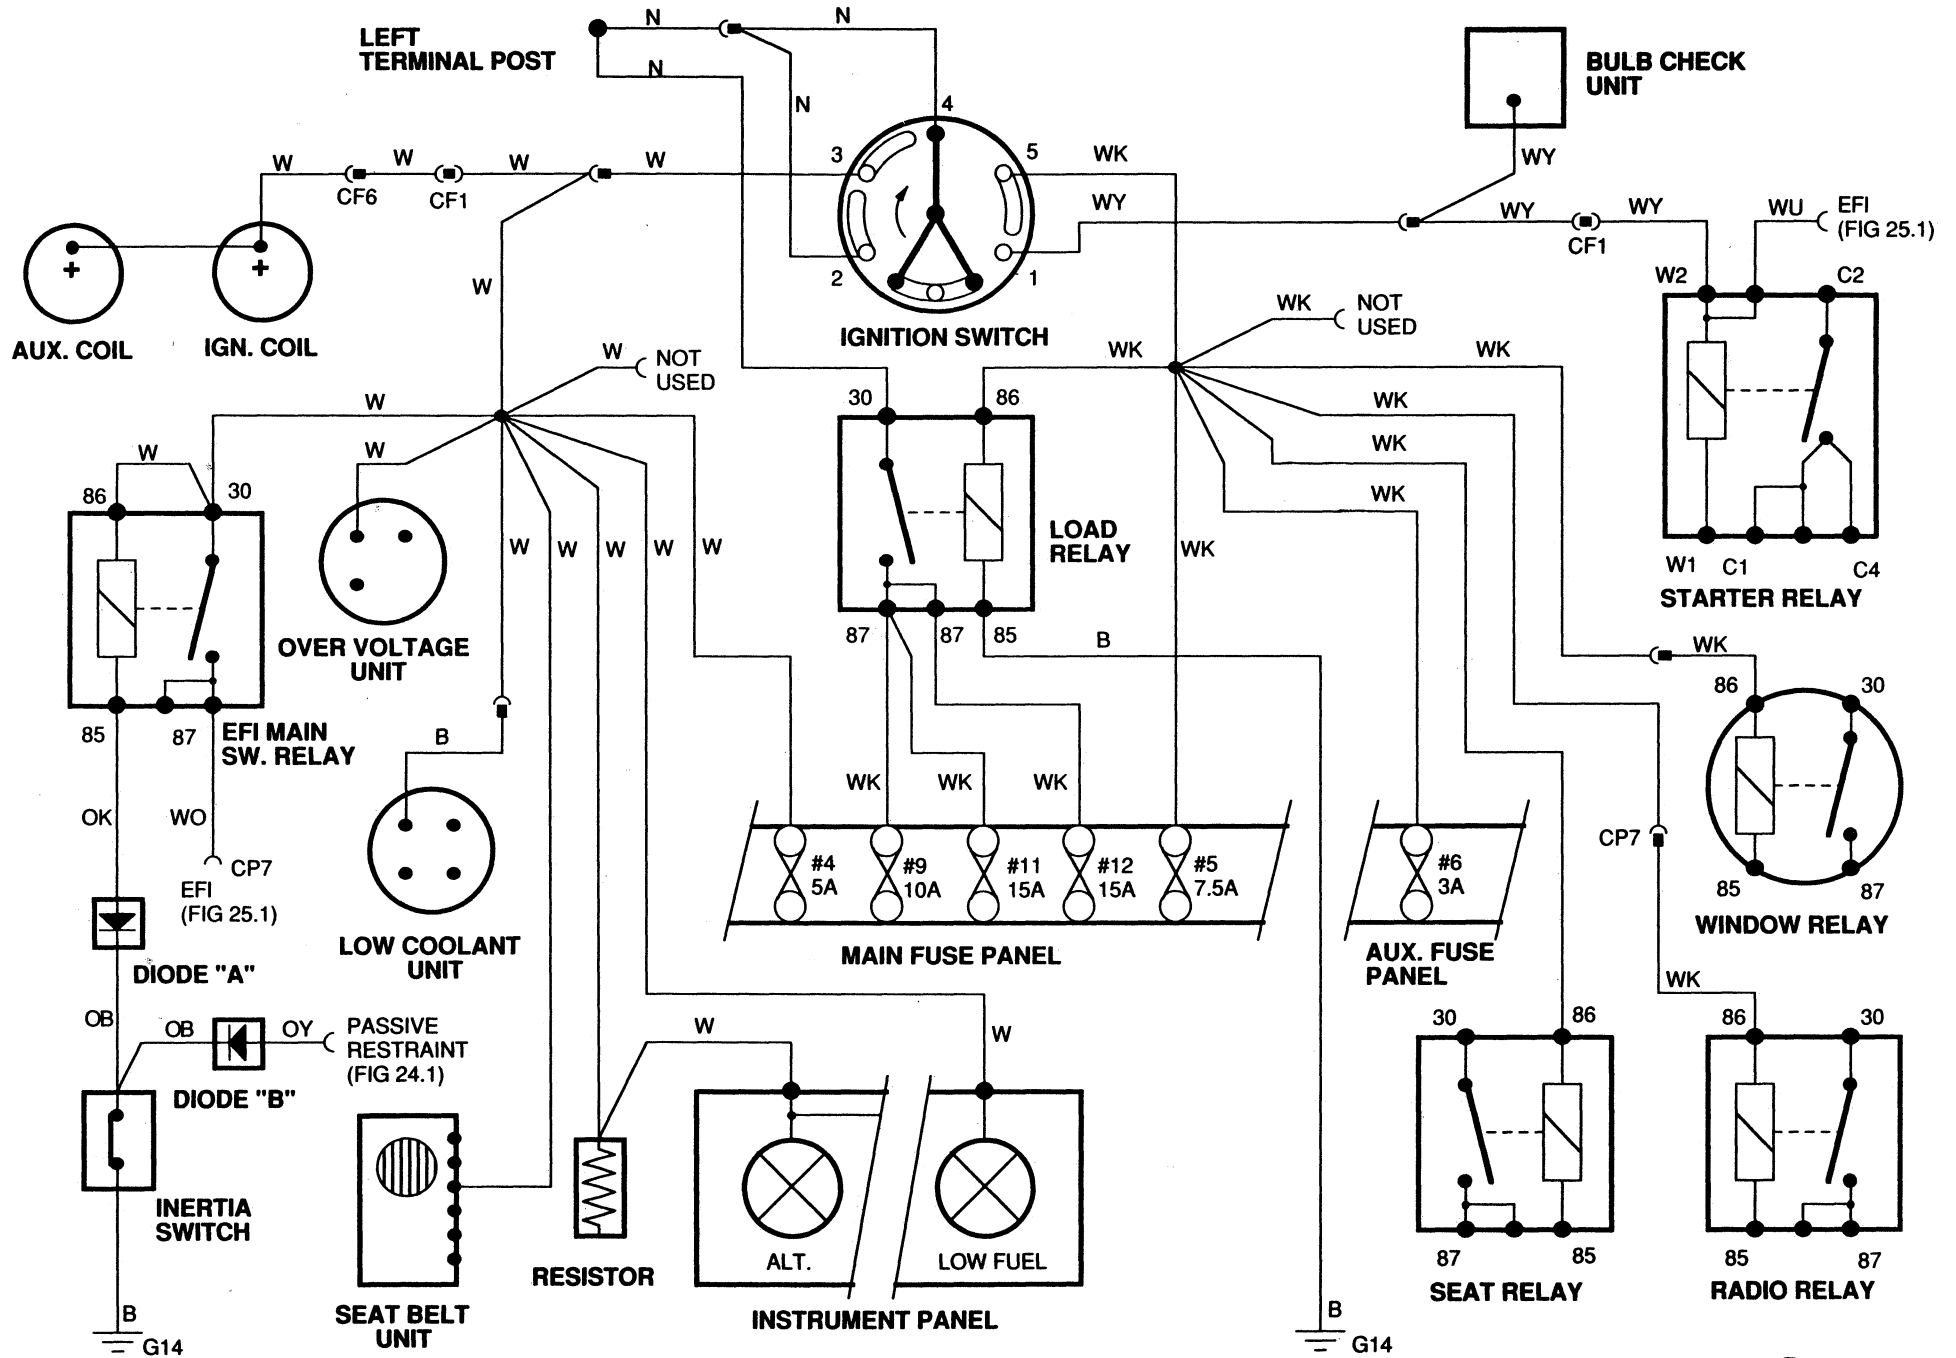 N
N
LEFT
TERMINAL POST
N
N
4
BULB CHECK
UNIT
W
W
W
W
3
5
WK
WY
CF6
CF1
WY
WY
WY
WU
EFI
(FIG 25.1)
CF1
+
+
2
1
W
W2
C2
AUX. COIL
IGN. COIL
IGNITION SWITCH
WK
NOT
USED
W
NOT
USED
WK
WK
W
30
86
WK
W
W
WK
86
30
WK
LOAD
RELAY
W
W
W
W
W
WK
W1
C1
C4
STARTER RELAY
OVER VOLTAGE
UNIT
87
87
85
B
WK
86
30
85
87
EFI MAIN
SW. RELAY
B
WK
WK
WK
OK
WO
CP7
CP7
EFI
(FIG 25.1)
#4
5A
#9
10A
#11
15A
#12
15A
#5
7.5A
#6
3A
85
87
WINDOW RELAY
LOW COOLANT
UNIT
MAIN FUSE PANEL
AUX. FUSE
PANEL
DIODE "A"
WK
OB
OB
OY
PASSIVE
RESTRAINT
(FIG 24.1)
W
W
30
86
86
30
DIODE "B"
INERTIA
SWITCH
ALT.
LOW FUEL
RESISTOR
87
85
85
87
SEAT RELAY
RADIO RELAY
SEAT BELT
UNIT
INSTRUMENT PANEL
B
G14
B
G14